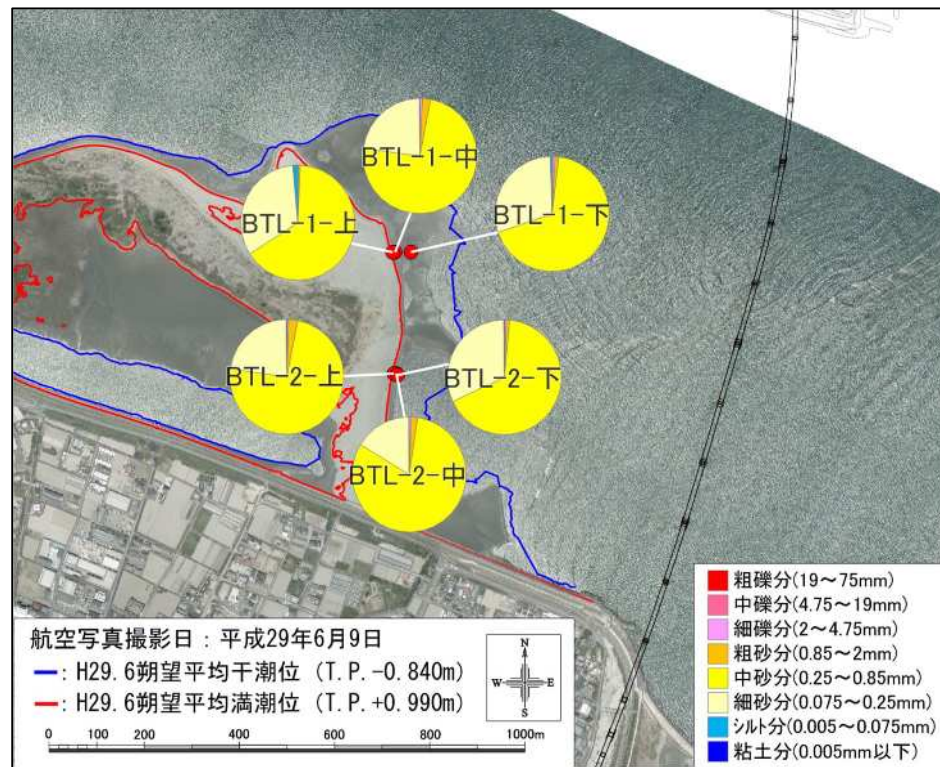 BTL-1-中
BTL-1-上
BTL-1-下
BTL-2-上
BTL-2-下
BTL-2-中
粗礫分(19～75mm)
中礫分(4.75～19mm)
細礫分(2～4.75mm)
粗砂分(0.85～2mm)
中砂分(0.25～0.85mm)
細砂分(0.075～0.25mm)
シルト分(0.005～0.075mm)
粘土分(0.005mm以下)
航空写真撮影日：平成29年6月9日
：H29.6朔望平均干潮位 (T.P.-0.840m)
：H29.6朔望平均満潮位 (T.P.+0.990m)
N
W E
S
0 100 200 400 600 800 1000m